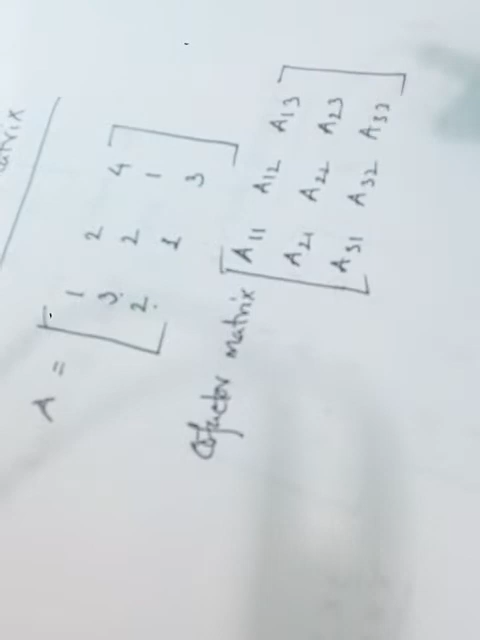 A = [ 1 2 4
3 2 1
2 1 3 ]
Cofactor matrix [ A11 A12 A13
A21 A22 A23
A31 A32 A33 ]